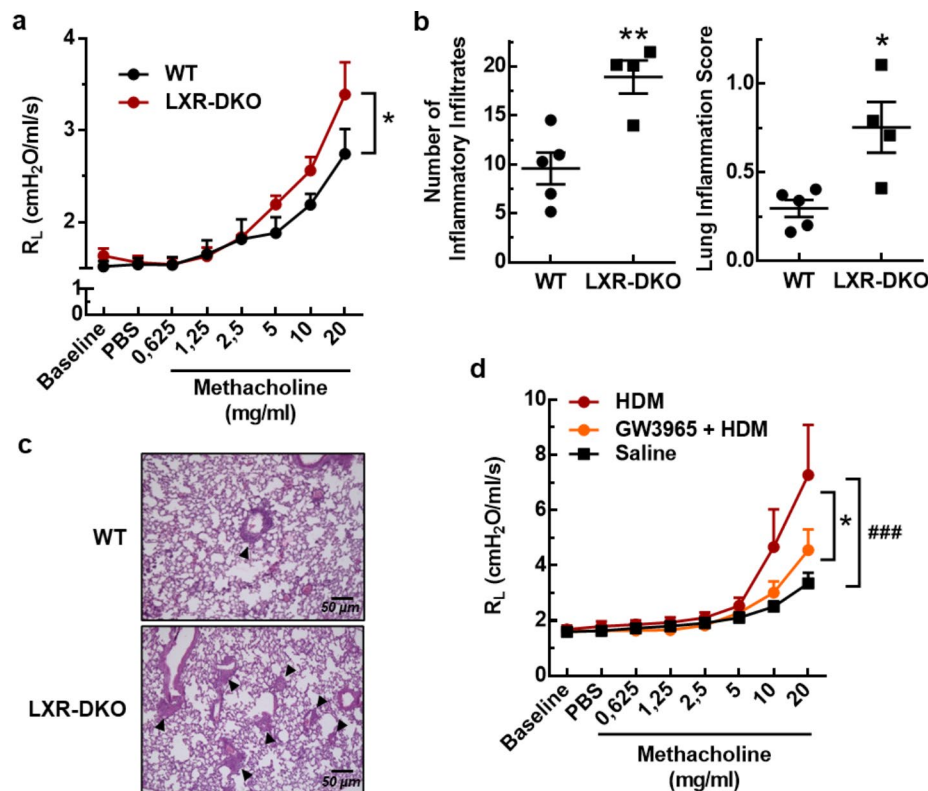 a
4
3
2
1
0
R_L (cmH₂O/ml/s)
WT
LXR-DKO
*
Baseline
PBS
0,625
1,25
2,5
5
10
20
Methacholine
(mg/ml)
b
Number of
Inflammatory Infiltrates
20
15
10
5
0
**
WT
LXR-DKO
Lung Inflammation Score
1.0
0.5
0.0
*
WT
LXR-DKO
c
WT
50 µm
LXR-DKO
50 µm
d
10
8
6
4
2
0
R_L (cmH₂O/ml/s)
HDM
GW3965 + HDM
Saline
*
###
Baseline
PBS
0,625
1,25
2,5
5
10
20
Methacholine
(mg/ml)